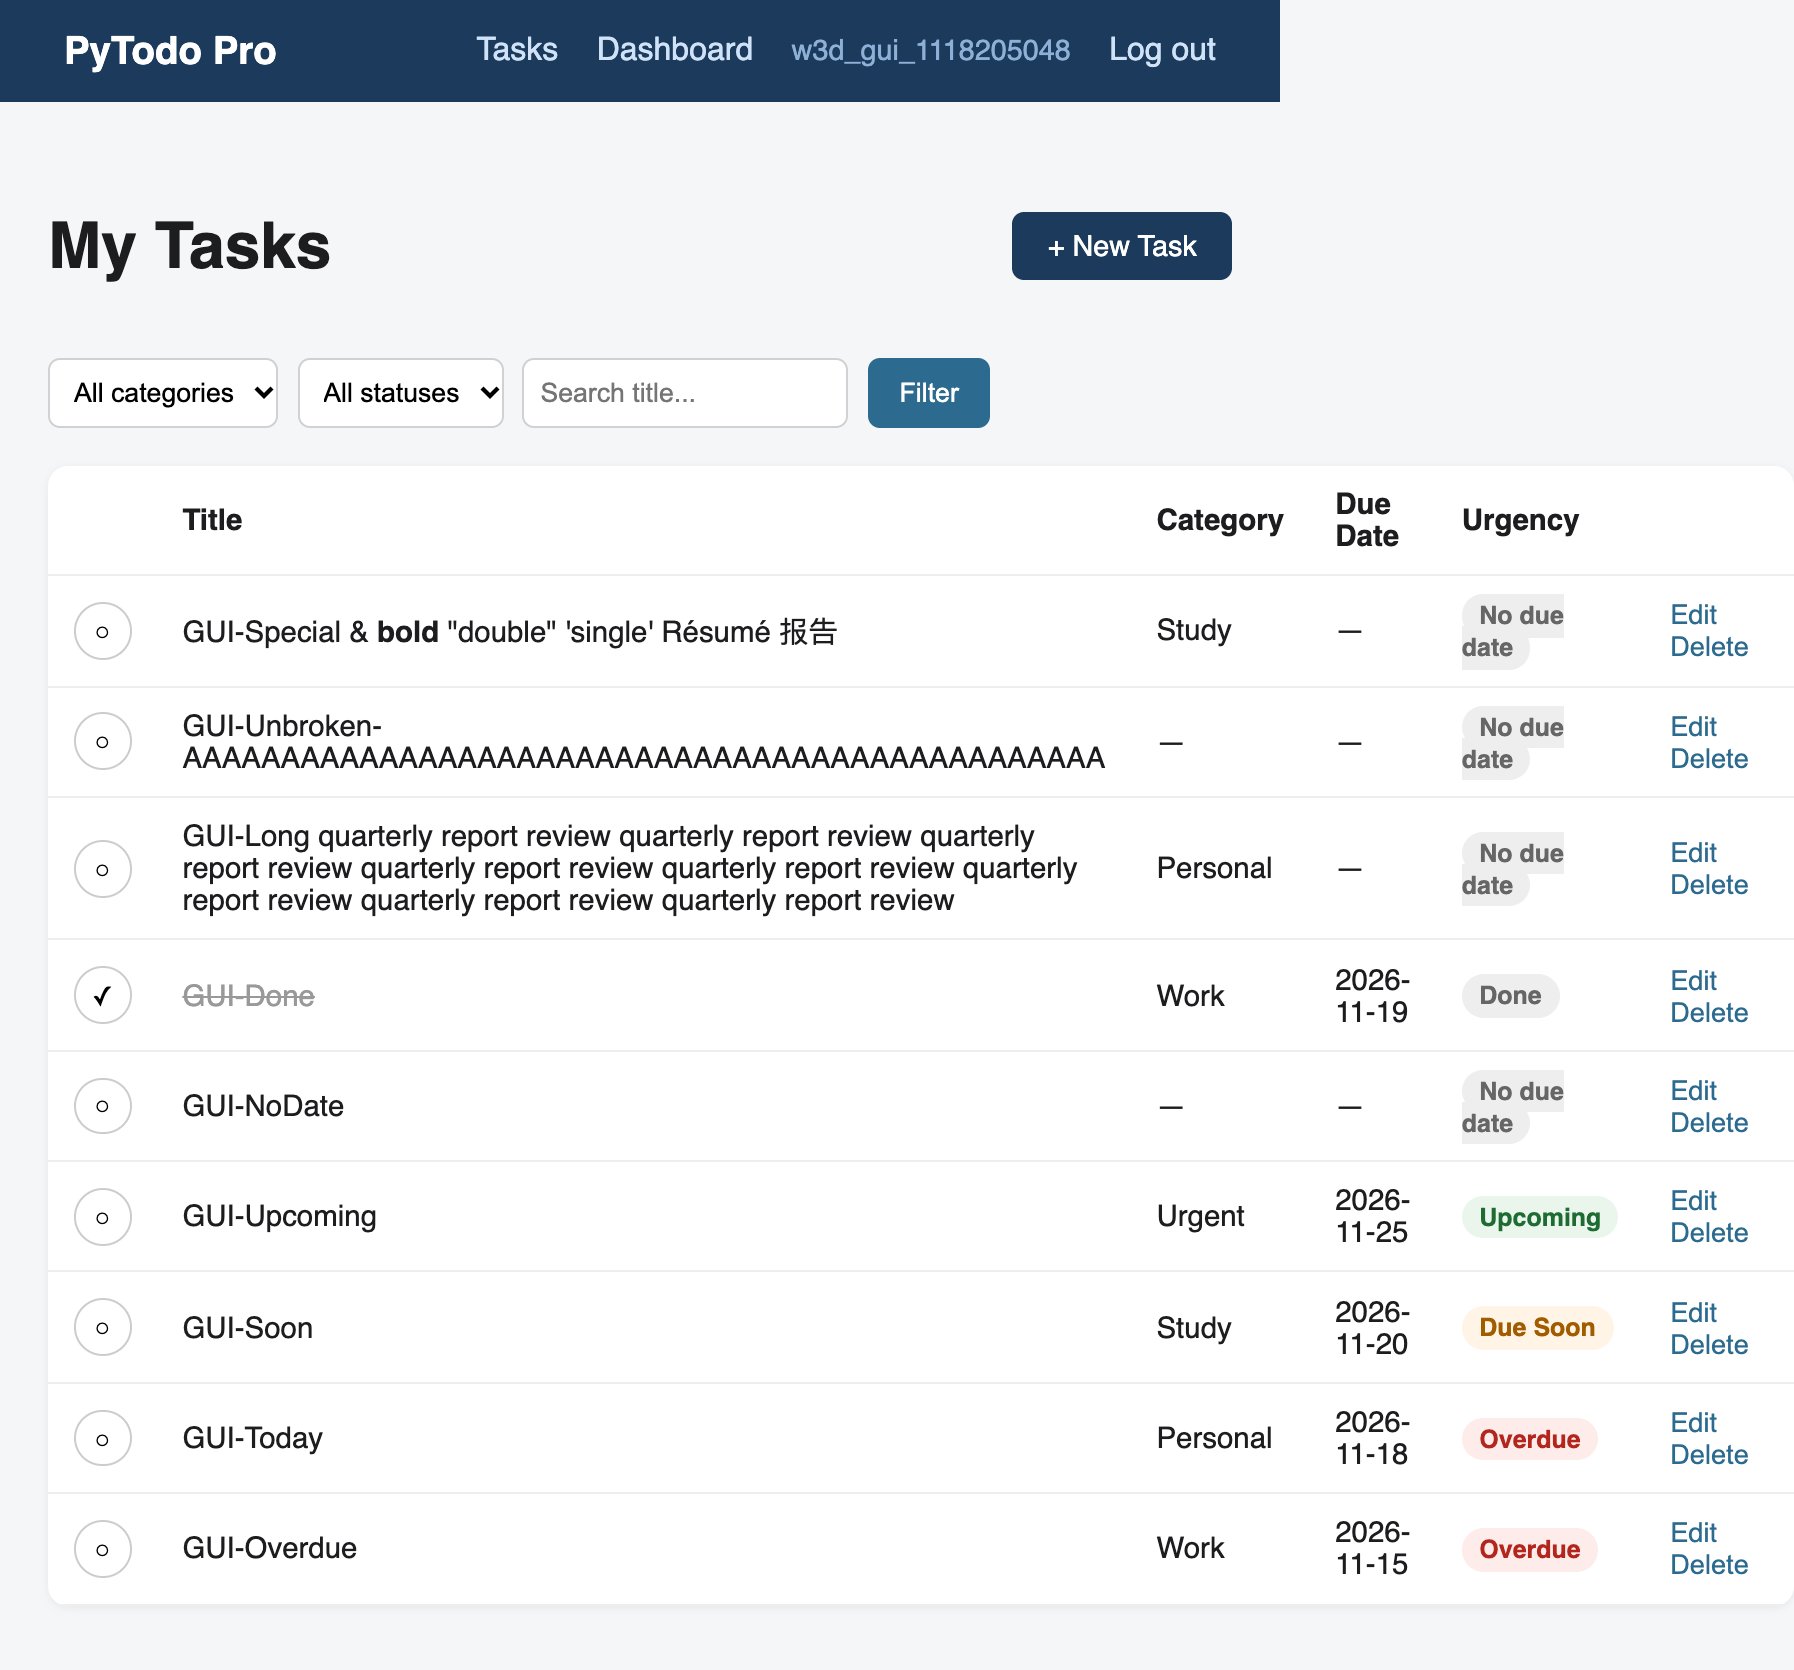 PyTodo Pro
Tasks Dashboard w3d_gui_1118205048 Log out
My Tasks
+ New Task
All categories All statuses Search title... Filter
Title Category Due Date Urgency
GUI-Special & bold "double" 'single' Résumé 报告 Study — No due date Edit Delete
GUI-Unbroken-
AAAAAAAAAAAAAAAAAAAAAAAAAAAAAAAAAAAAAAAAAAAAAAA — — No due date Edit Delete
GUI-Long quarterly report review quarterly report review quarterly
report review quarterly report review quarterly report review quarterly
report review quarterly report review quarterly report review Personal — No due date Edit Delete
✓ GUI-Done Work 2026-11-19 Done Edit Delete
GUI-NoDate — — No due date Edit Delete
GUI-Upcoming Urgent 2026-11-25 Upcoming Edit Delete
GUI-Soon Study 2026-11-20 Due Soon Edit Delete
GUI-Today Personal 2026-11-18 Overdue Edit Delete
GUI-Overdue Work 2026-11-15 Overdue Edit Delete